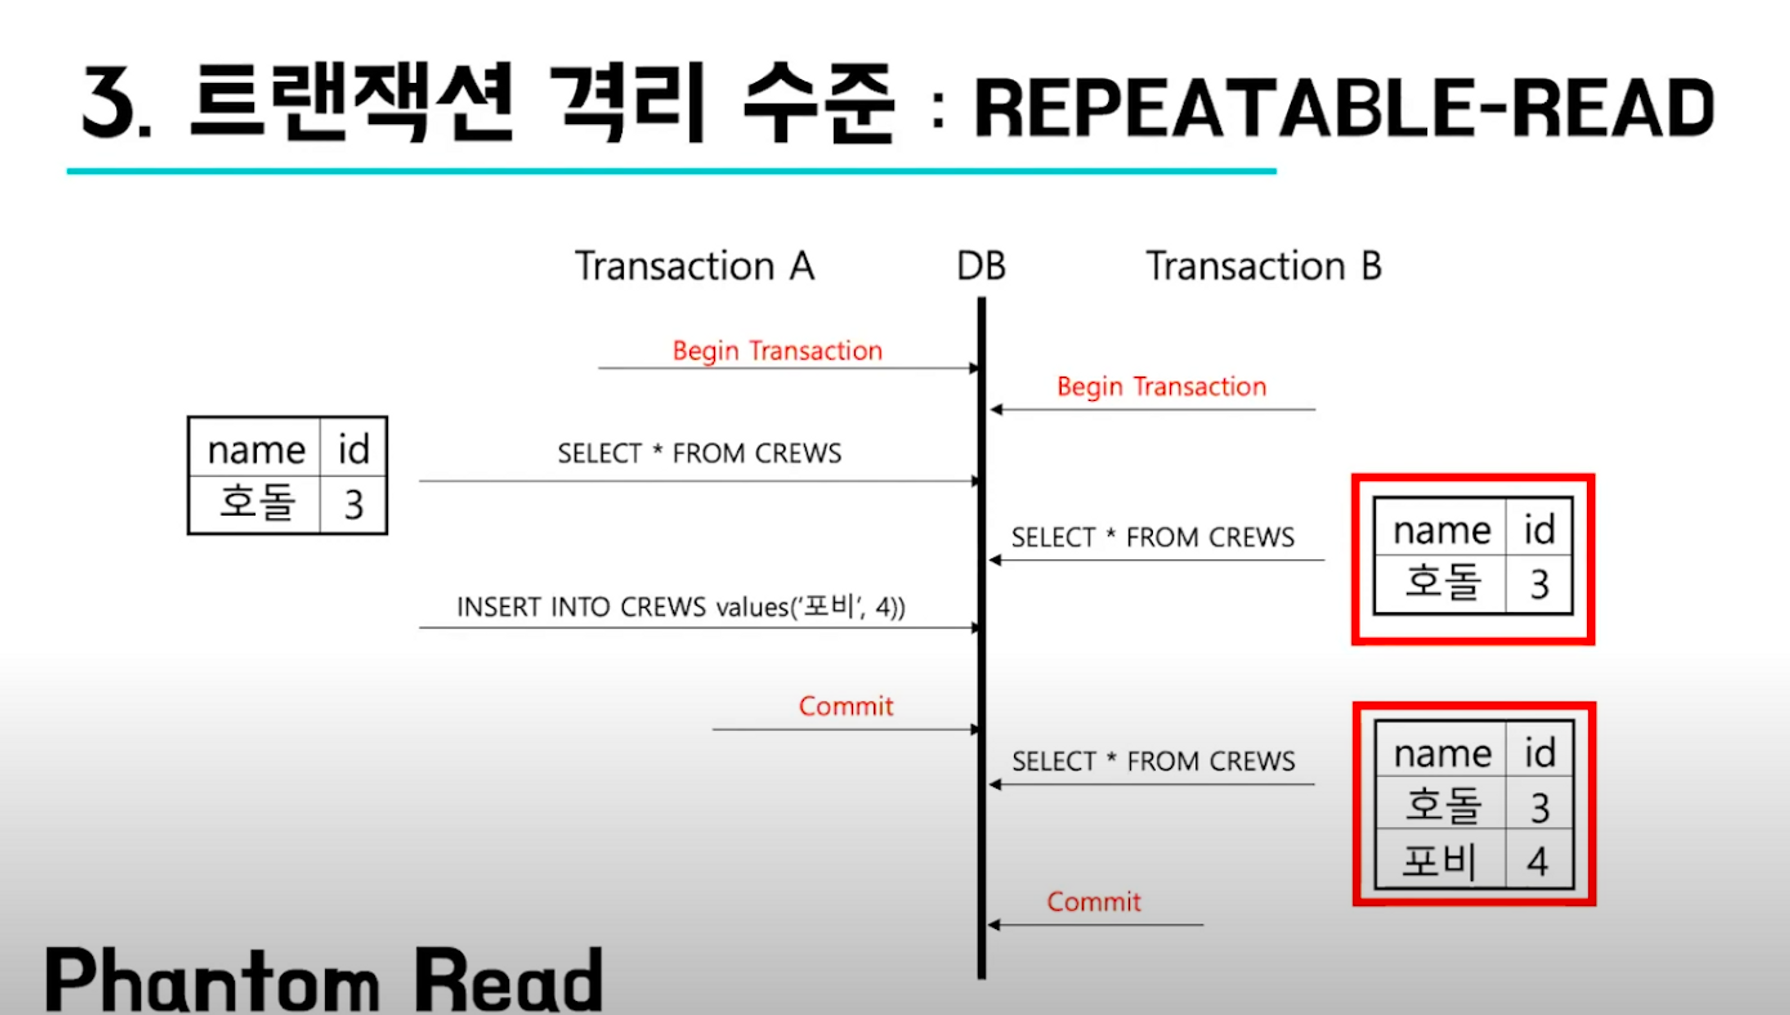 3. 트랜잭션 격리 수준 : REPEATABLE-READ
Transaction A DB Transaction B
Begin Transaction
Begin Transaction
name id
호돌 3
SELECT * FROM CREWS
SELECT * FROM CREWS
name id
호돌 3
INSERT INTO CREWS values('포비', 4))
Commit
SELECT * FROM CREWS
name id
호돌 3
포비 4
Commit
Phantom Read